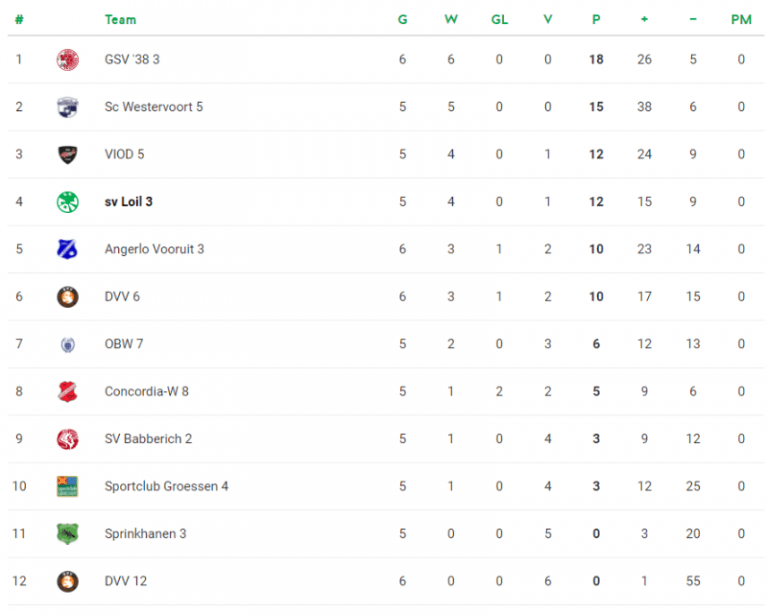 # Team G W GL V P + − PM
1 GSV '38 3 6 6 0 0 18 26 5 0
2 Sc Westervoort 5 5 5 0 0 15 38 6 0
3 VIOD 5 5 4 0 1 12 24 9 0
4 sv Loil 3 5 4 0 1 12 15 9 0
5 Angerlo Vooruit 3 6 3 1 2 10 23 14 0
6 DVV 6 6 3 1 2 10 17 15 0
7 OBW 7 5 2 0 3 6 12 13 0
8 Concordia-W 8 5 1 2 2 5 9 6 0
9 SV Babberich 2 5 1 0 4 3 9 12 0
10 Sportclub Groessen 4 5 1 0 4 3 12 25 0
11 Sprinkhanen 3 5 0 0 5 0 3 20 0
12 DVV 12 6 0 0 6 0 1 55 0